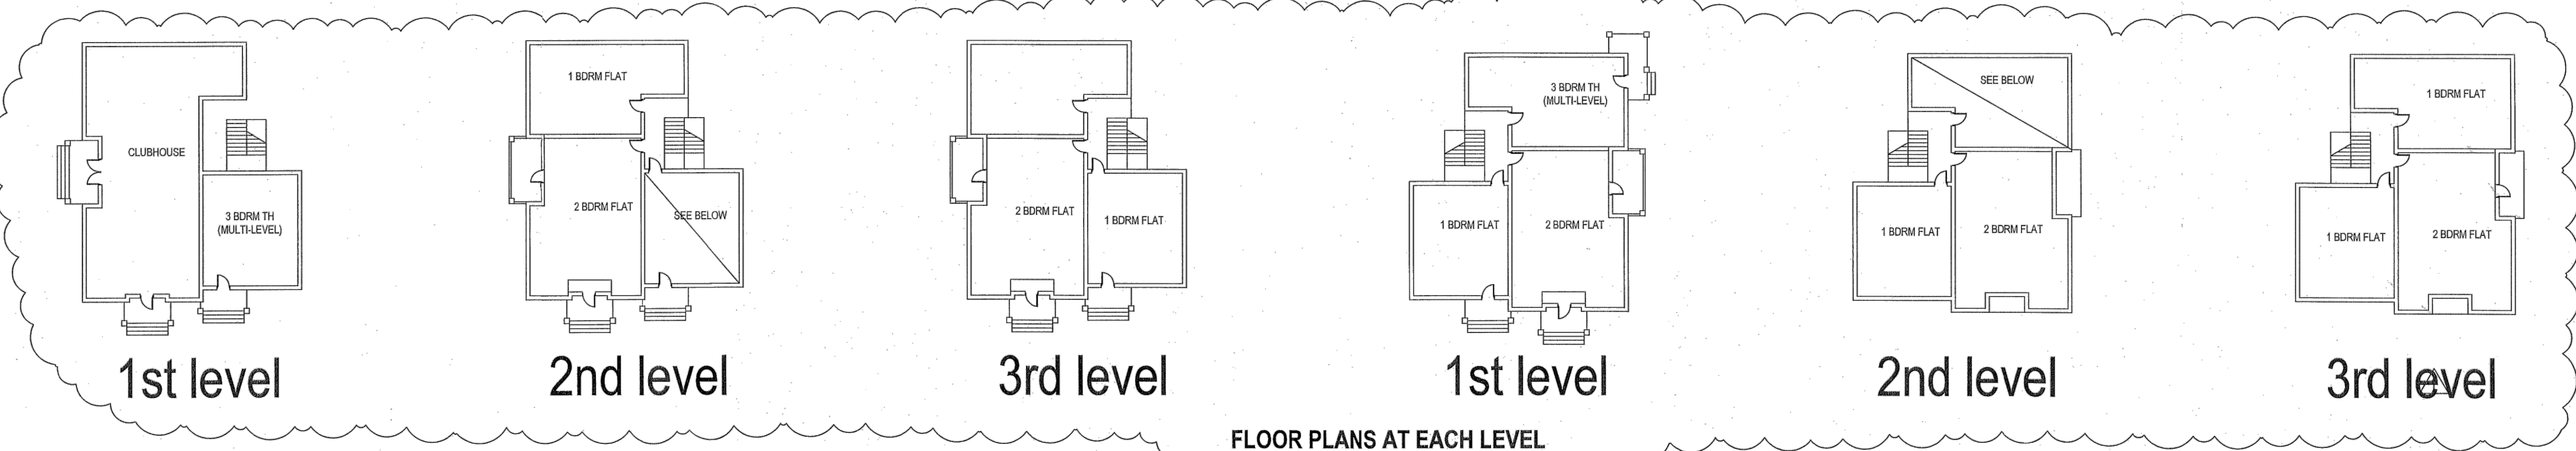 CLUBHOUSE
3 BDRM TH
(MULTI-LEVEL)
1st level
1 BDRM FLAT
2 BDRM FLAT
SEE BELOW
2nd level
2 BDRM FLAT
1 BDRM FLAT
3rd level
3 BDRM TH
(MULTI-LEVEL)
1 BDRM FLAT
2 BDRM FLAT
1st level
SEE BELOW
1 BDRM FLAT
2 BDRM FLAT
2nd level
1 BDRM FLAT
1 BDRM FLAT
2 BDRM FLAT
3rd level
FLOOR PLANS AT EACH LEVEL